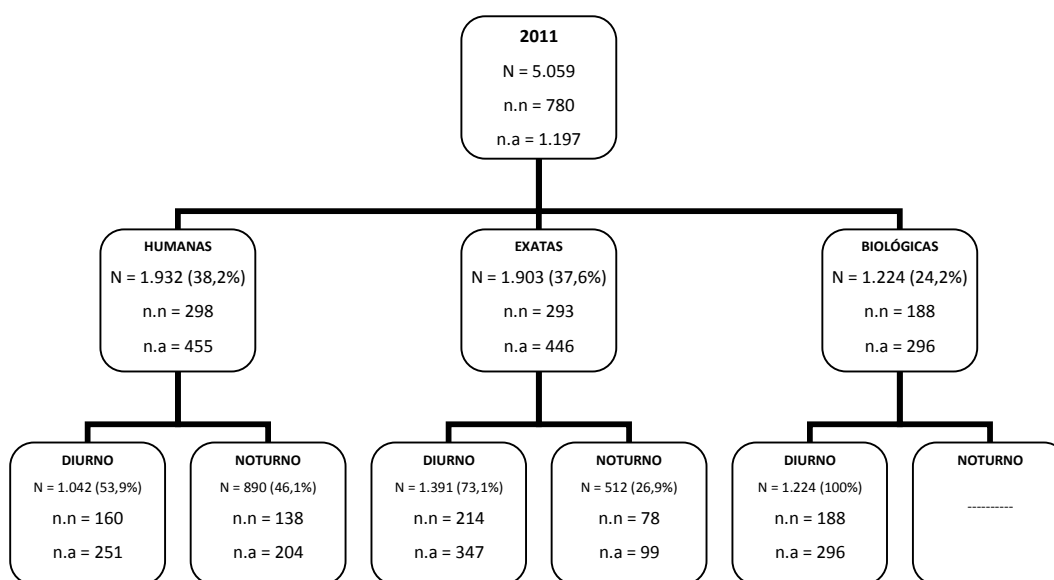 2011
N = 5.059
n.n = 780
n.a = 1.197
HUMANAS
N = 1.932 (38,2%)
n.n = 298
n.a = 455
EXATAS
N = 1.903 (37,6%)
n.n = 293
n.a = 446
BIOLÓGICAS
N = 1.224 (24,2%)
n.n = 188
n.a = 296
DIURNO
N = 1.042 (53,9%)
n.n = 160
n.a = 251
NOTURNO
N = 890 (46,1%)
n.n = 138
n.a = 204
DIURNO
N = 1.391 (73,1%)
n.n = 214
n.a = 347
NOTURNO
N = 512 (26,9%)
n.n = 78
n.a = 99
DIURNO
N = 1.224 (100%)
n.n = 188
n.a = 296
NOTURNO
----------